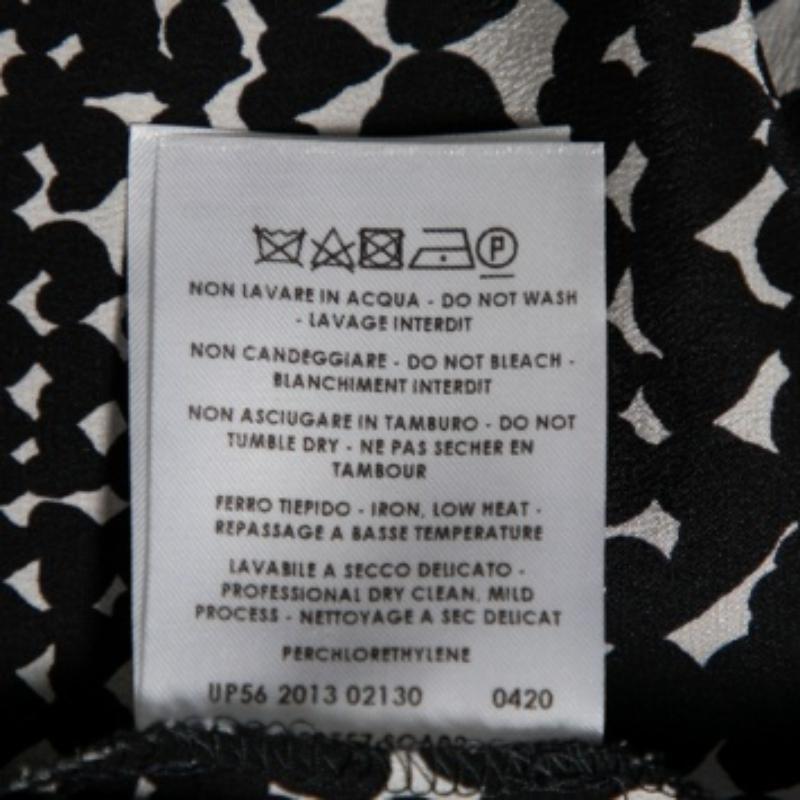 P
NON LAVARE IN ACQUA - DO NOT WASH
- LAVAGE INTERDIT
NON CANDEGGIARE - DO NOT BLEACH -
BLANCHIMENT INTERDIT
NON ASCIUGARE IN TAMBURO - DO NOT
TUMBLE DRY - NE PAS SECHER EN
TAMBOUR
FERRO TIEPIDO - IRON, LOW HEAT -
REPASSAGE A BASSE TEMPERATURE
LAVABILE A SECCO DELICATO -
PROFESSIONAL DRY CLEAN, MILD
PROCESS - NETTOYAGE A SEC DELICAT
PERCHLORETHYLENE
UP56 2013 02130 0420